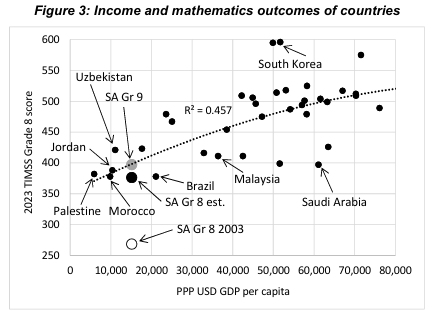 Figure 3: Income and mathematics outcomes of countries
2023 TIMSS Grade 8 score
600
550
500
450
400
350
300
250
South Korea
Uzbekistan
SA Gr 9
R² = 0.457
Jordan
Malaysia
Brazil
SA Gr 8 est.
Saudi Arabia
Palestine
Morocco
SA Gr 8 2003
0
10,000
20,000
30,000
40,000
50,000
60,000
70,000
80,000
PPP USD GDP per capita